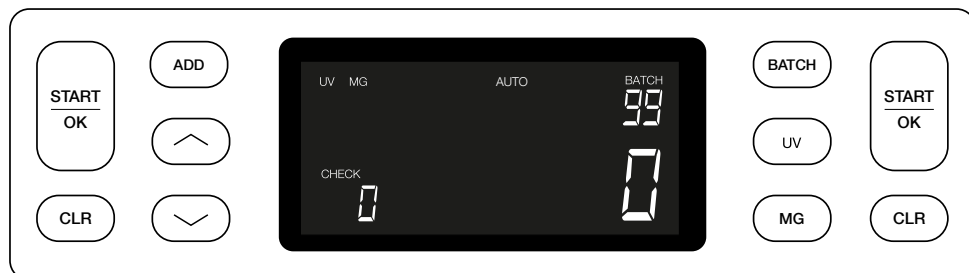 START
OK
CLR
ADD
UV MG AUTO BATCH
99
CHECK
0
0
BATCH
UV
MG
START
OK
CLR